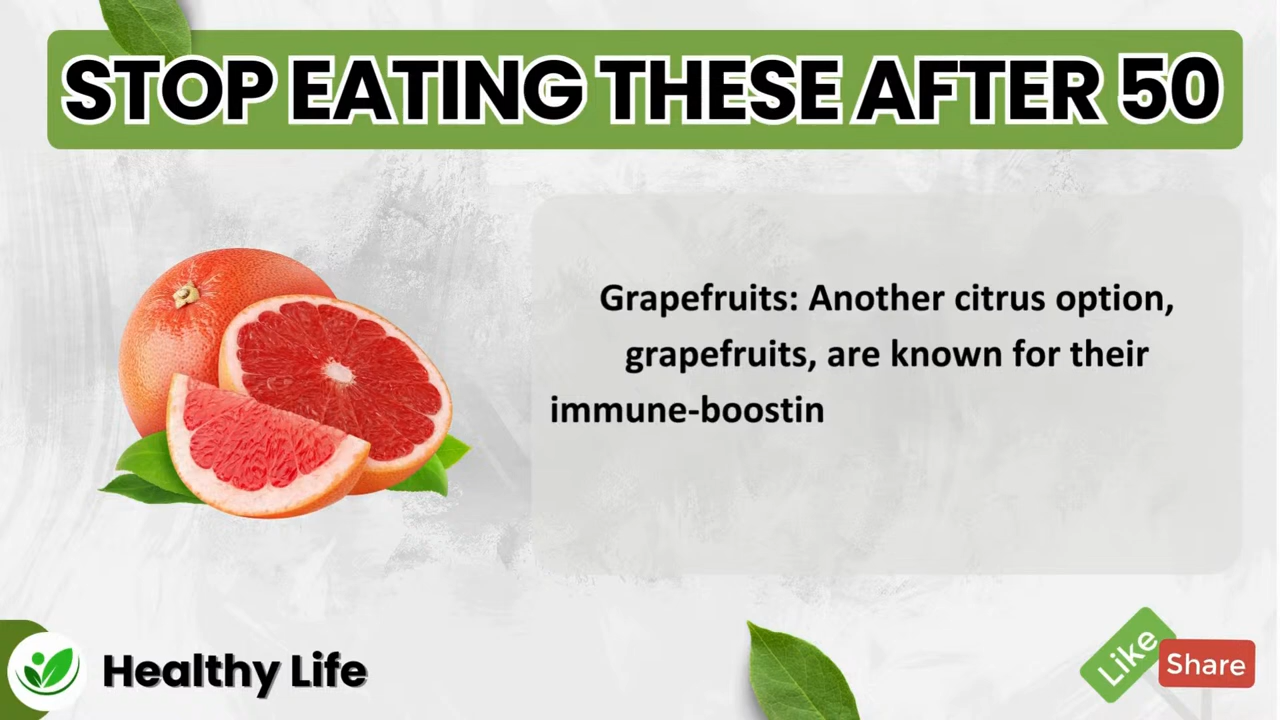 STOP EATING THESE AFTER 50
Grapefruits: Another citrus option,
grapefruits, are known for their
immune-boostin
Healthy Life
Like
Share